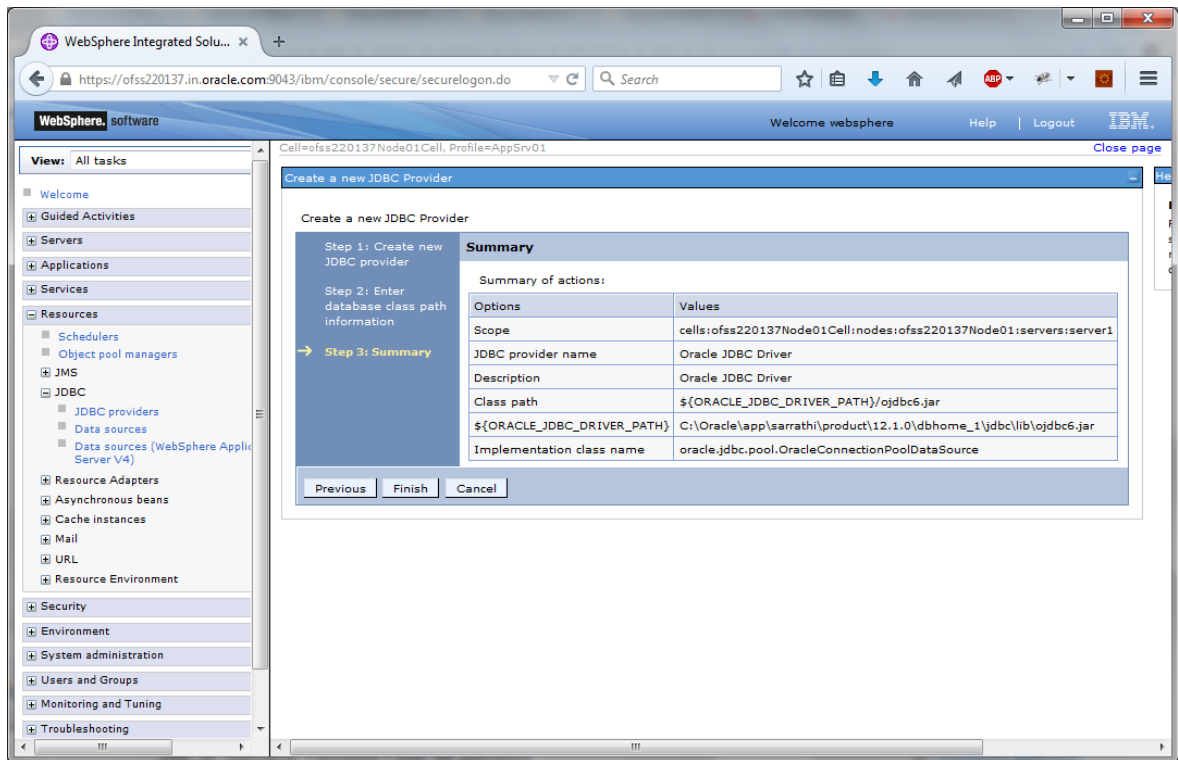 WebSphere Integrated Solu...
https://ofss220137.in.oracle.com:9043/ibm/console/secure/securelogon.do
Search
ABP
WebSphere. software
Welcome websphere
Help | Logout
IBM.
View: All tasks
Cell=ofss220137Node01Cell, Profile=AppSrv01
Close page
Welcome
Guided Activities
Servers
Applications
Services
Resources
Schedulers
Object pool managers
JMS
JDBC
JDBC providers
Data sources
Data sources (WebSphere Applic
Server V4)
Resource Adapters
Asynchronous beans
Cache instances
Mail
URL
Resource Environment
Security
Environment
System administration
Users and Groups
Monitoring and Tuning
Troubleshooting
Create a new JDBC Provider
He
Create a new JDBC Provider
Step 1: Create new
JDBC provider
Step 2: Enter
database class path
information
Step 3: Summary
Summary
Summary of actions:
Options Values
Scope cells:ofss220137Node01Cell:nodes:ofss220137Node01:servers:server1
JDBC provider name Oracle JDBC Driver
Description Oracle JDBC Driver
Class path ${ORACLE_JDBC_DRIVER_PATH}/ojdbc6.jar
${ORACLE_JDBC_DRIVER_PATH} C:\Oracle\app\sarrathi\product\12.1.0\dbhome_1\jdbc\lib\ojdbc6.jar
Implementation class name oracle.jdbc.pool.OracleConnectionPoolDataSource
Previous Finish Cancel